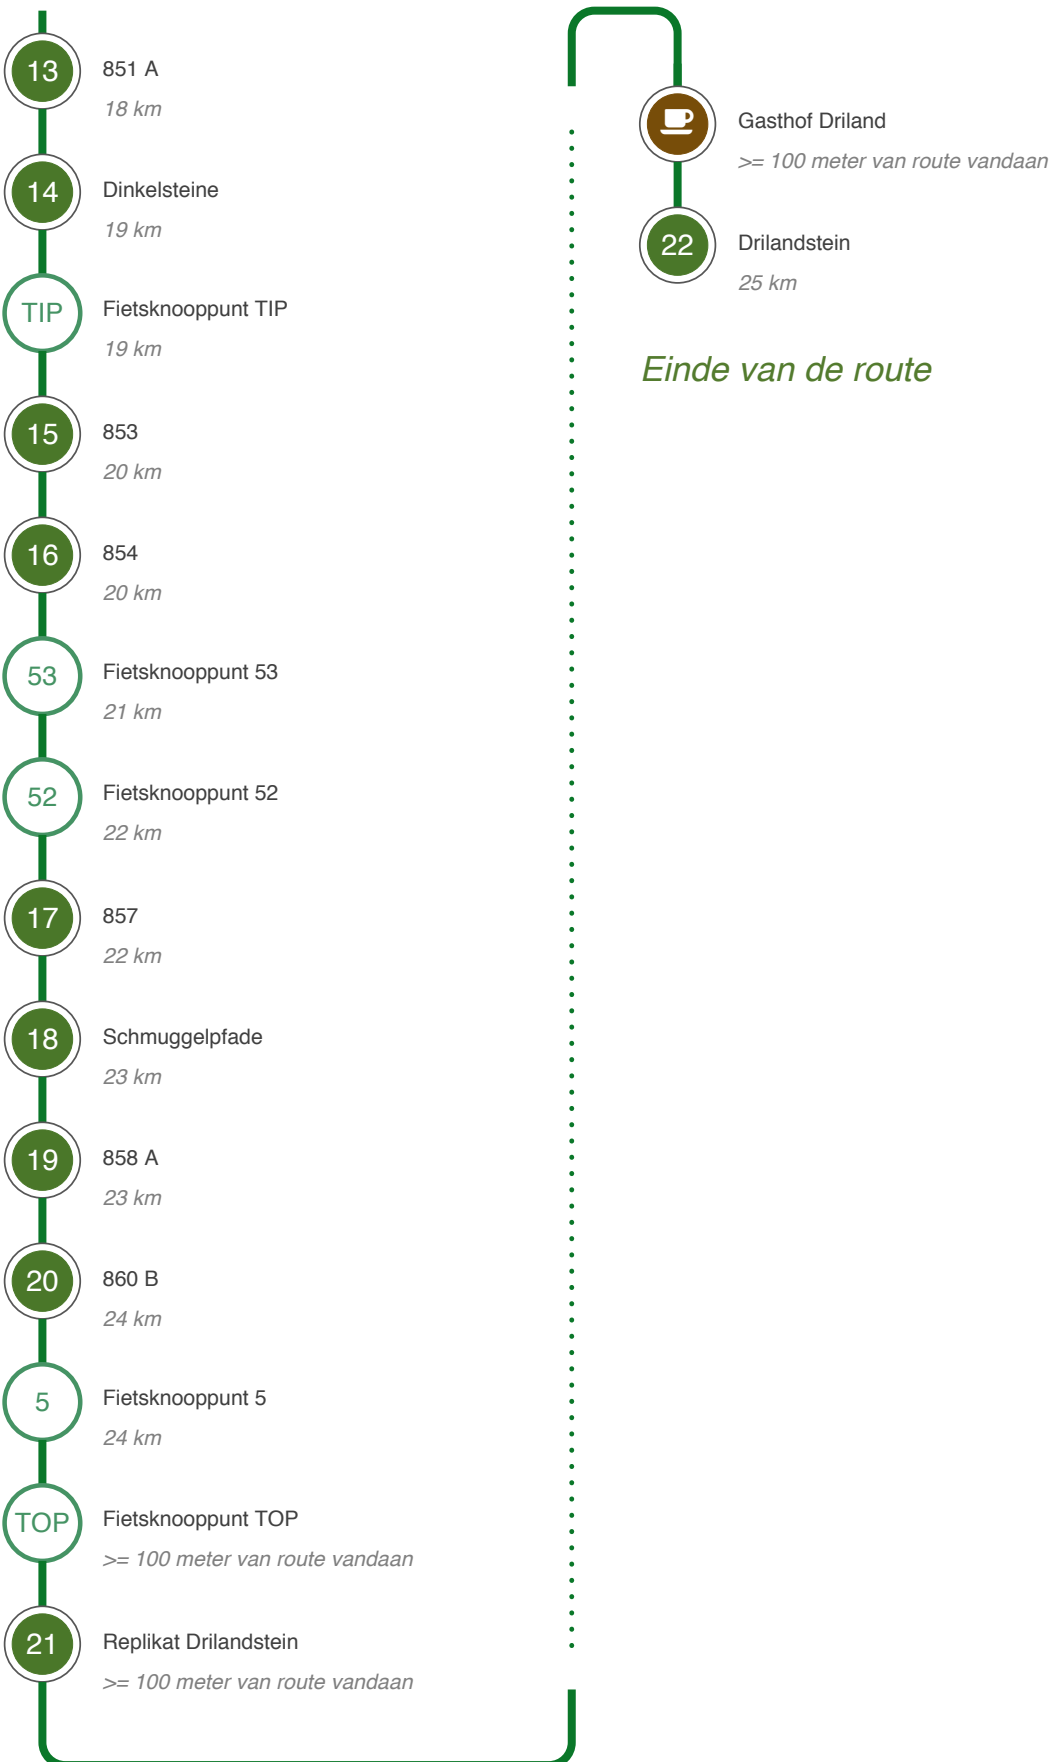 13
851 A
18 km
14
Dinkelsteine
19 km
TIP
Fietsknooppunt TIP
19 km
15
853
20 km
16
854
20 km
53
Fietsknooppunt 53
21 km
52
Fietsknooppunt 52
22 km
17
857
22 km
18
Schmuggelpfade
23 km
19
858 A
23 km
20
860 B
24 km
5
Fietsknooppunt 5
24 km
TOP
Fietsknooppunt TOP
>= 100 meter van route vandaan
21
Replikat Drilandstein
>= 100 meter van route vandaan
Gasthof Driland
>= 100 meter van route vandaan
22
Drilandstein
25 km
Einde van de route